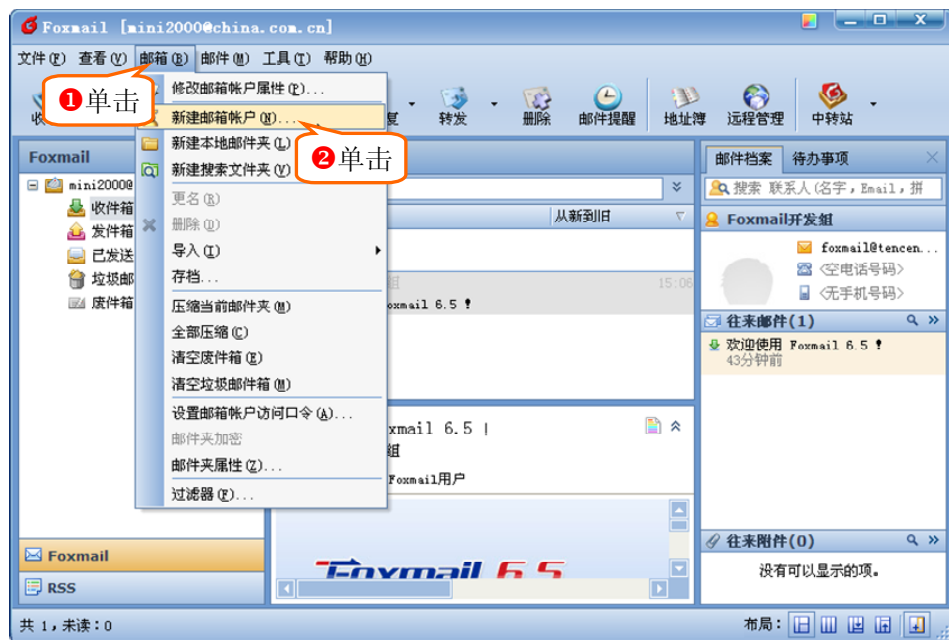 Foxmail [mini2000@china.com.cn]
文件(F) 查看(V) 邮箱(B) 邮件(M) 工具(T) 帮助(H)
❶单击
收
复 转发 删除 邮件提醒 地址簿 远程管理 中转站
修改邮箱帐户属性(P)...
新建邮箱帐户(N)...
新建本地邮件夹(L)
新建搜索文件夹(V)
更名(R)
删除(D)
导入(I)
存档...
压缩当前邮件夹(M)
全部压缩(C)
清空废件箱(E)
清空垃圾邮件箱(M)
设置邮箱帐户访问口令(A)...
邮件夹加密
邮件夹属性(Z)...
过滤器(F)...
❷单击
Foxmail
mini2000@
收件箱
发件箱
已发送
垃圾邮
废件箱
从新到旧
组
15:06
oxmail 6.5！
xmail 6.5 |
组
Foxmail用户
Foxmail 6.5
邮件档案 待办事项
搜索 联系人(名字,Email,拼
Foxmail开发组
foxmail@tencen...
<空电话号码>
<无手机号码>
往来邮件(1)
欢迎使用 Foxmail 6.5！
43分钟前
往来附件(0)
没有可以显示的项。
Foxmail
RSS
共 1,未读:0
布局: